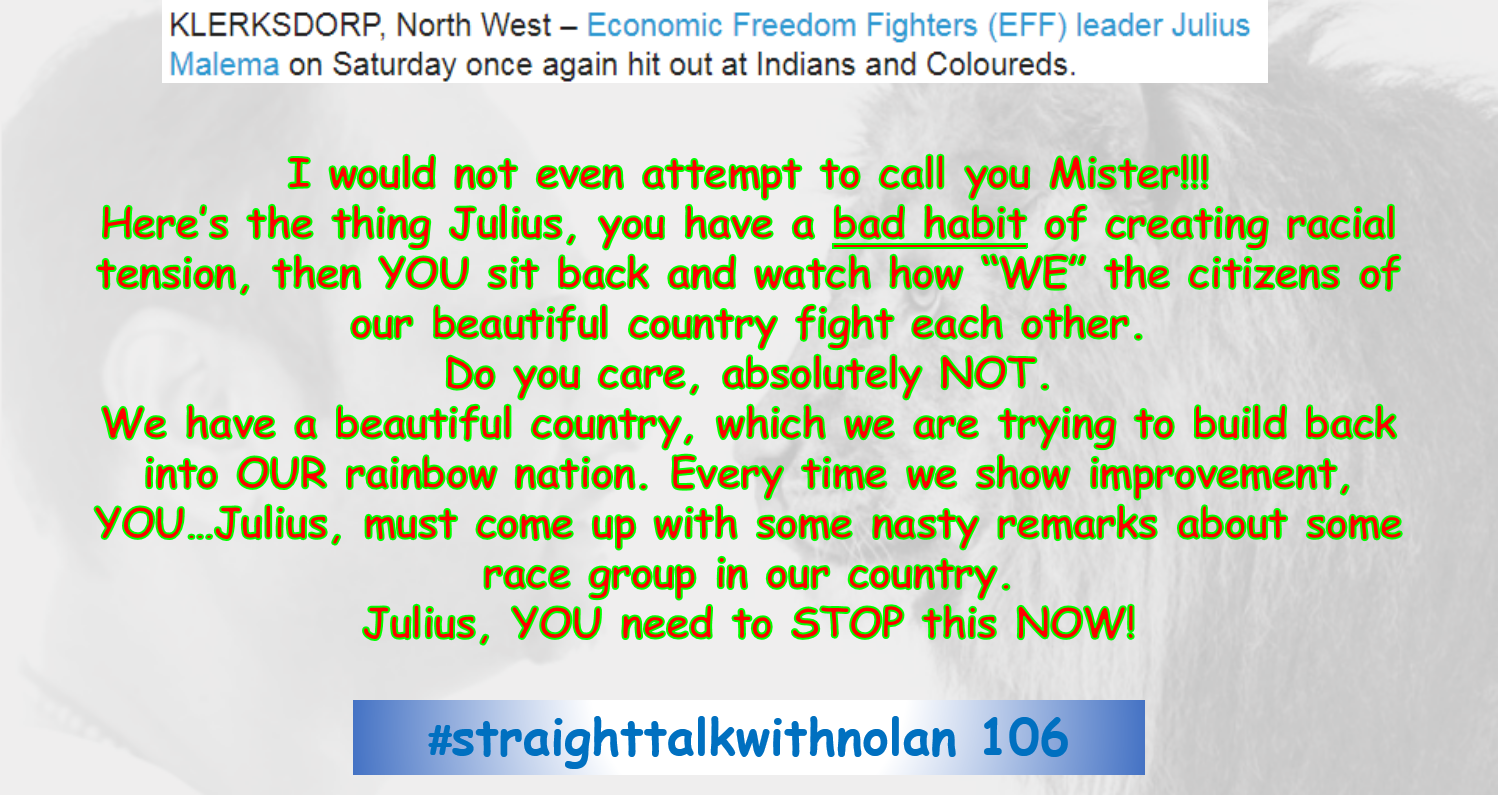 KLERKSDORP, North West – Economic Freedom Fighters (EFF) leader Julius
Malema on Saturday once again hit out at Indians and Coloureds.
I would not even attempt to call you Mister!!!
Here’s the thing Julius, you have a bad habit of creating racial
tension, then YOU sit back and watch how “WE” the citizens of
our beautiful country fight each other.
Do you care, absolutely NOT.
We have a beautiful country, which we are trying to build back
into OUR rainbow nation. Every time we show improvement,
YOU…Julius, must come up with some nasty remarks about some
race group in our country.
Julius, YOU need to STOP this NOW!
#straighttalkwithnolan 106